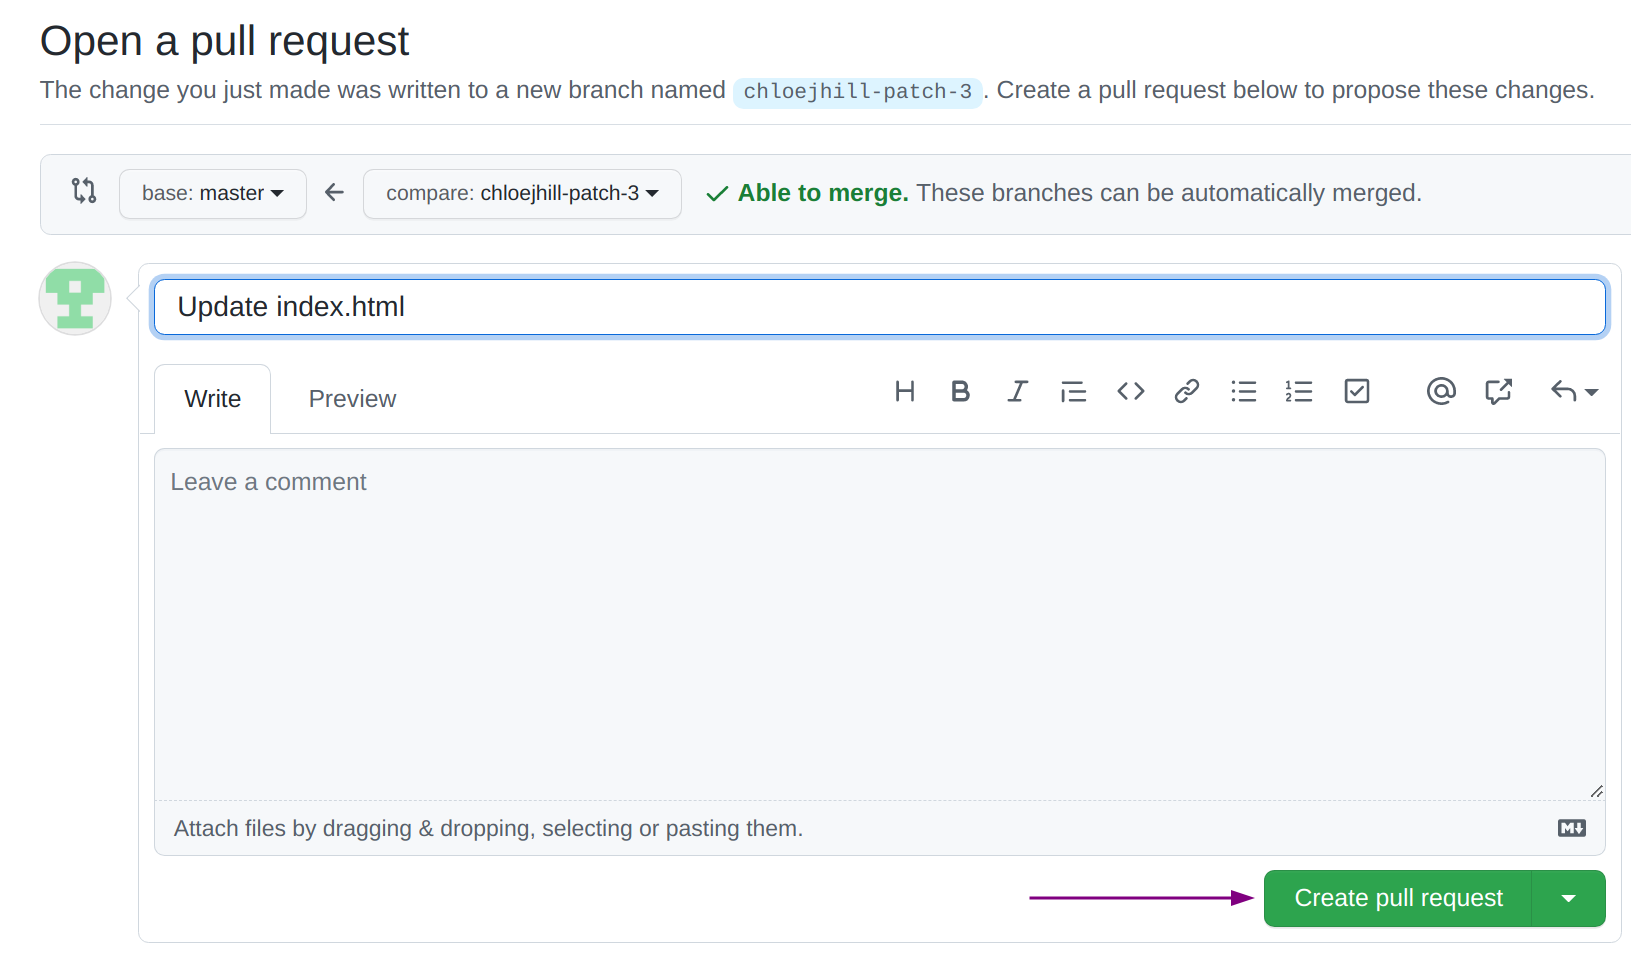 Open a pull request
The change you just made was written to a new branch named chloejhill-patch-3. Create a pull request below to propose these changes.
base: master compare: chloejhill-patch-3 Able to merge. These branches can be automatically merged.
Update index.html
Write Preview
Leave a comment
Attach files by dragging & dropping, selecting or pasting them.
Create pull request